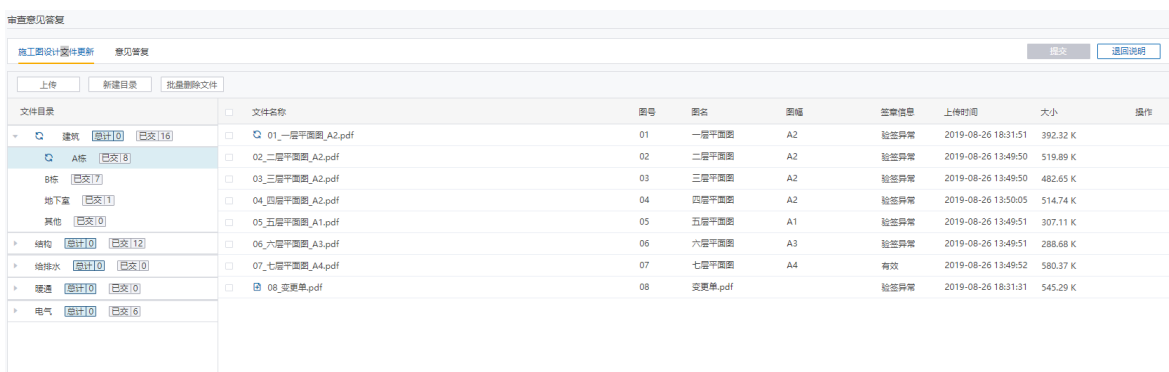 审查意见答复
施工图设计文件更新 意见答复 提交 退回说明
上传 新建目录 批量删除文件
文件目录 文件名称 图号 图名 图幅 签章信息 上传时间 大小 操作
建筑 总计|0 已交|16 01_一层平面图_A2.pdf 01 一层平面图 A2 验签异常 2019-08-26 18:31:51 392.32 K
A栋 已交|8 02_二层平面图_A2.pdf 02 二层平面图 A2 验签异常 2019-08-26 13:49:50 519.89 K
B栋 已交|7 03_三层平面图_A2.pdf 03 三层平面图 A2 验签异常 2019-08-26 13:49:50 482.65 K
地下室 已交|1 04_四层平面图_A2.pdf 04 四层平面图 A2 验签异常 2019-08-26 13:50:05 514.74 K
其他 已交|0 05_五层平面图_A1.pdf 05 五层平面图 A1 验签异常 2019-08-26 13:49:51 307.11 K
结构 总计|0 已交|12 06_六层平面图_A3.pdf 06 六层平面图 A3 验签异常 2019-08-26 13:49:51 288.68 K
给排水 总计|0 已交|0 07_七层平面图_A4.pdf 07 七层平面图 A4 有效 2019-08-26 13:49:52 580.37 K
暖通 总计|0 已交|0 08_变更单.pdf 08 变更单.pdf 验签异常 2019-08-26 18:31:31 545.29 K
电气 总计|0 已交|6